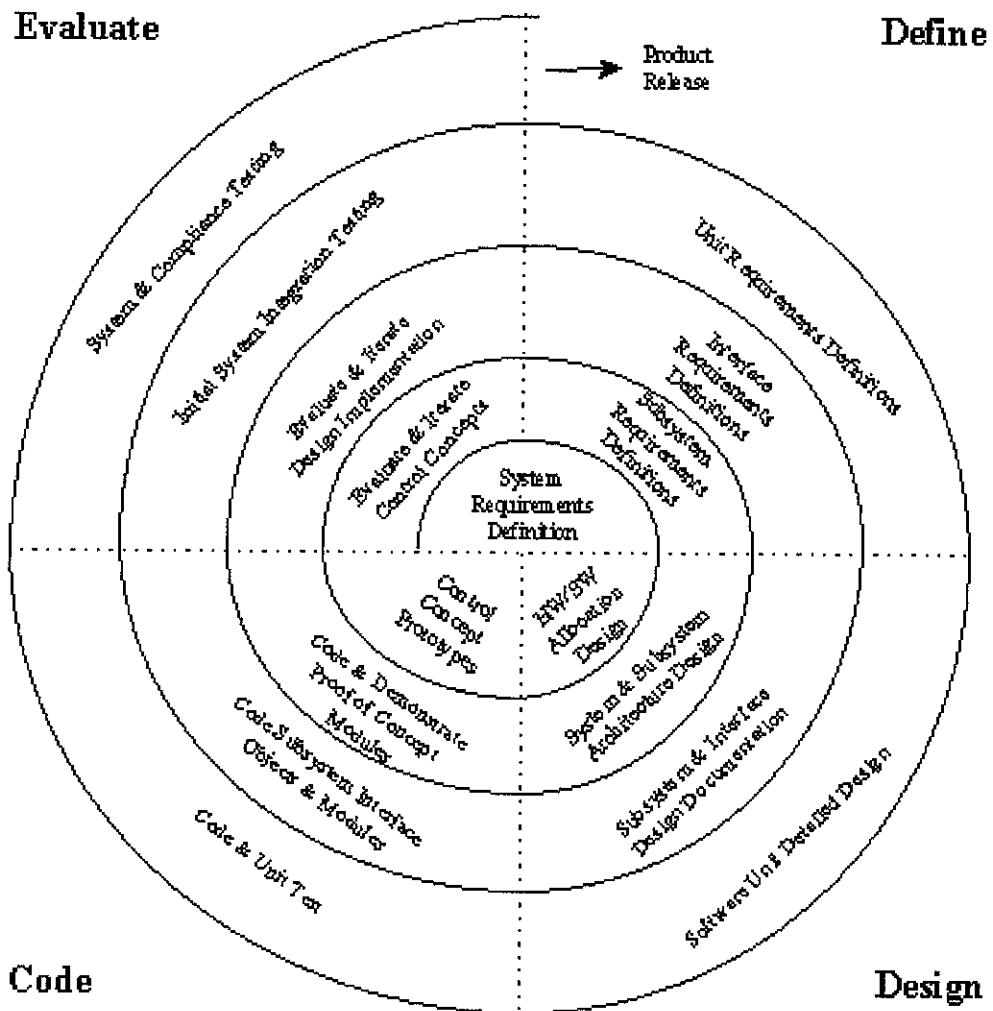 Evaluate
Define
Product
Release
System & Compliance Testing
Initial System Integration Testing
Evaluate & Iterate
Design Implementation
Evaluate & Iterate
Control Concepts
System
Requirements
Definition
Subsystem
Requirements
Definitions
Interface
Requirements
Definitions
Unit Requirements Definitions
Control
Concept
Prototypes
HW/SW
Allocation
Design
Code & Demonstrate
Proof of Concept
Modules
System & Subsystem
Architecture Design
Code Subsystem Interface
Objects & Modules
Subsystem & Interface
Design Documentation
Code & Unit Test
Software Unit Detailed Design
Code
Design